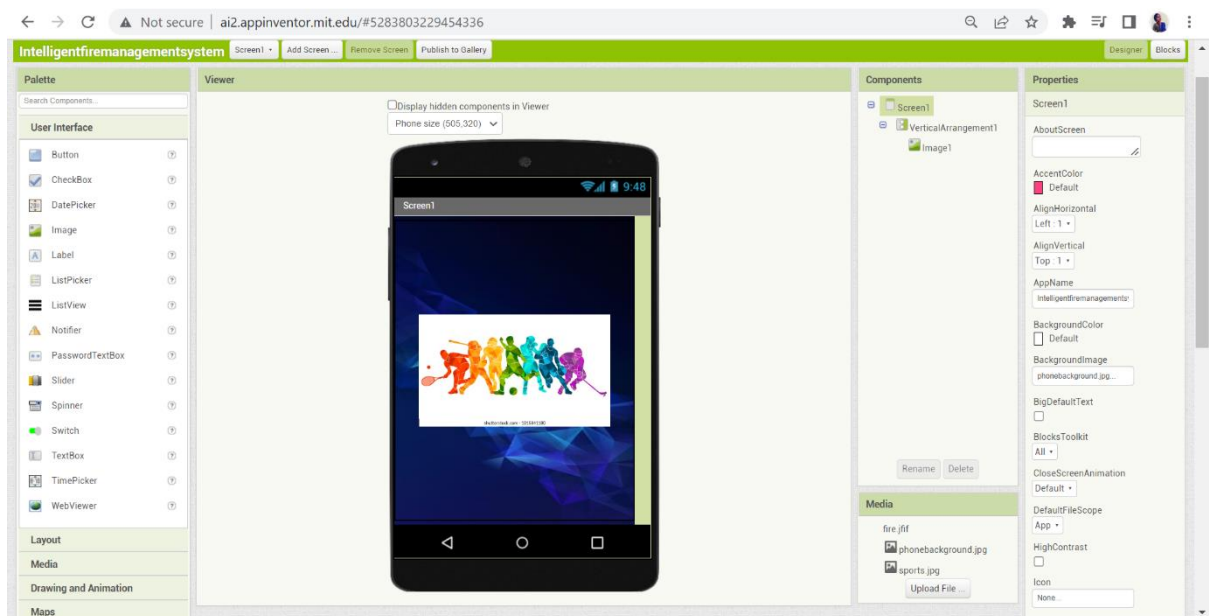 Not secure | ai2.appinventor.mit.edu/#5283803229454336
Intelligentfiremanagementsystem Screen1 Add Screen ... Remove Screen Publish to Gallery Designer Blocks
Palette
Search Components...
User Interface
Button
CheckBox
DatePicker
Image
Label
ListPicker
ListView
Notifier
PasswordTextBox
Slider
Spinner
Switch
TextBox
TimePicker
WebViewer
Layout
Media
Drawing and Animation
Maps
Viewer
Display hidden components in Viewer
Phone size (505,320)
9:48
Screen1
Components
Screen1
VerticalArrangement1
Image1
Rename Delete
Media
fire.jfif
phonebackground.jpg
sports.jpg
Upload File ...
Properties
Screen1
AboutScreen
AccentColor
Default
AlignHorizontal
Left : 1
AlignVertical
Top : 1
AppName
Intelligentfiremanagements
BackgroundColor
Default
BackgroundImage
phonebackground.jpg...
BigDefaultText
BlocksToolkit
All
CloseScreenAnimation
Default
DefaultFileScope
App
HighContrast
Icon
None...